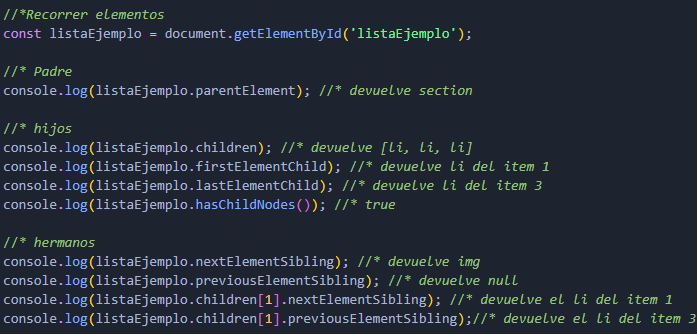 //*Recorrer elementos
const listaEjemplo = document.getElementById('listaEjemplo');
//* Padre
console.log(listaEjemplo.parentElement); //* devuelve section
//* hijos
console.log(listaEjemplo.children); //* devuelve [li, li, li]
console.log(listaEjemplo.firstElementChild); //* devuelve li del item 1
console.log(listaEjemplo.lastElementChild); //* devuelve li del item 3
console.log(listaEjemplo.hasChildNodes()); //* true
//* hermanos
console.log(listaEjemplo.nextElementSibling); //* devuelve img
console.log(listaEjemplo.previousElementSibling); //* devuelve null
console.log(listaEjemplo.children[1].nextElementSibling); //* devuelve el li del item 1
console.log(listaEjemplo.children[1].previousElementSibling);//* devuelve el li del item 3